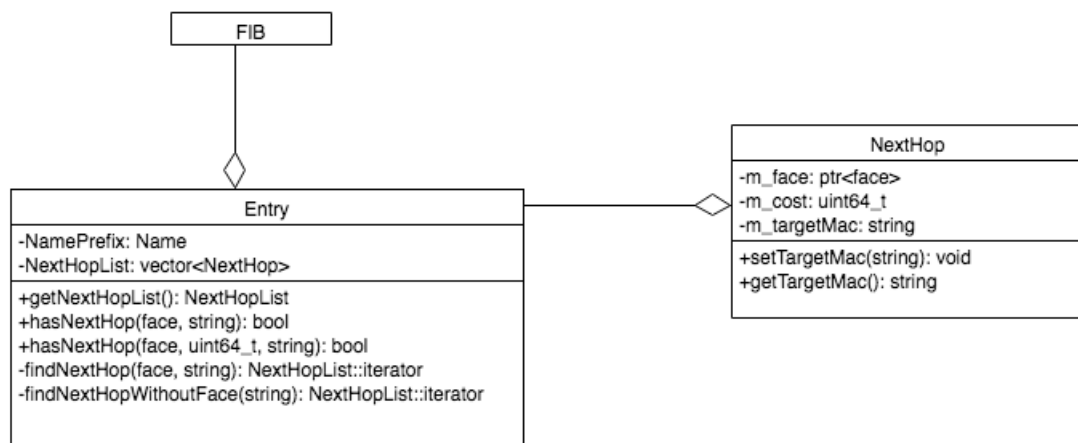 FIB
Entry
-NamePrefix: Name
-NextHopList: vector<NextHop>
+getNextHopList(): NextHopList
+hasNextHop(face, string): bool
+hasNextHop(face, uint64_t, string): bool
-findNextHop(face, string): NextHopList::iterator
-findNextHopWithoutFace(string): NextHopList::iterator
NextHop
-m_face: ptr<face>
-m_cost: uint64_t
-m_targetMac: string
+setTargetMac(string): void
+getTargetMac(): string